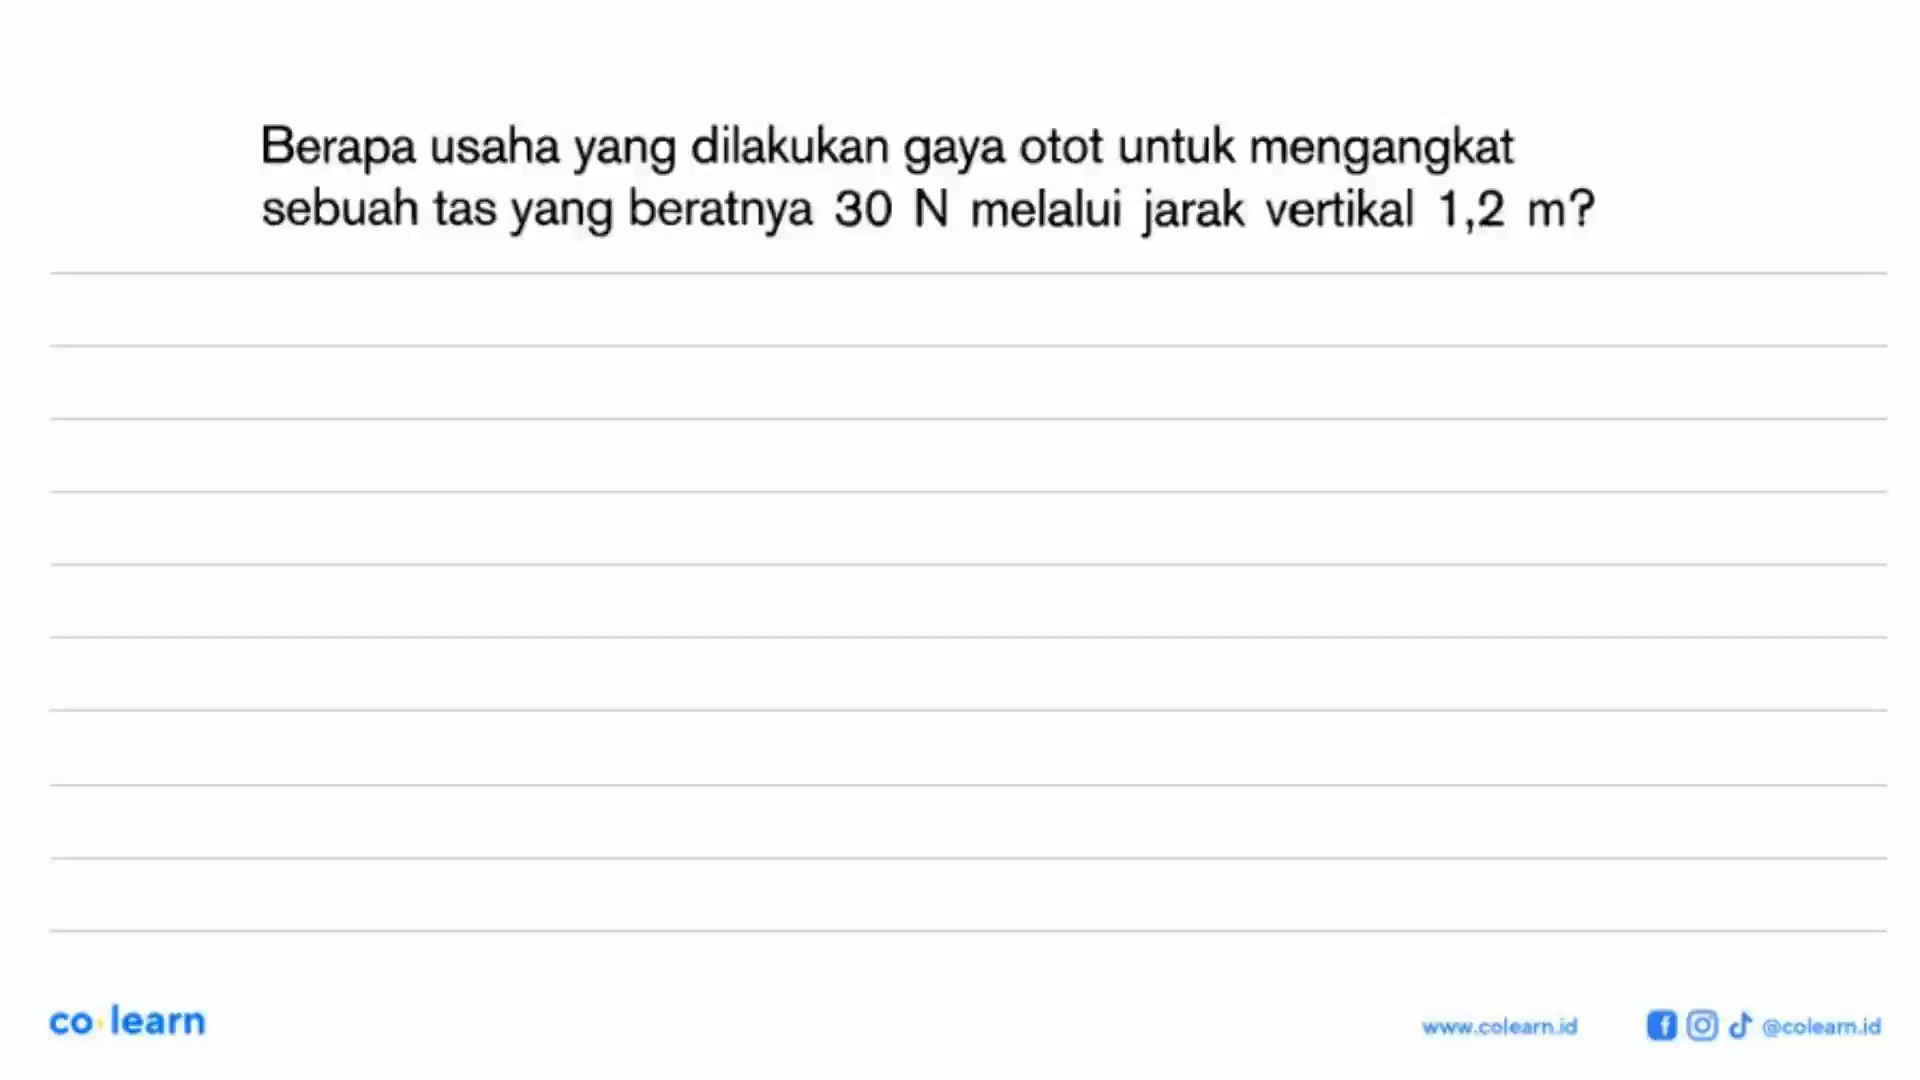 Berapa usaha yang dilakukan gaya otot untuk mengangkat
sebuah tas yang beratnya 30 N melalui jarak vertikal 1,2 m?
co learn
www.colearn.id
@colearn.id